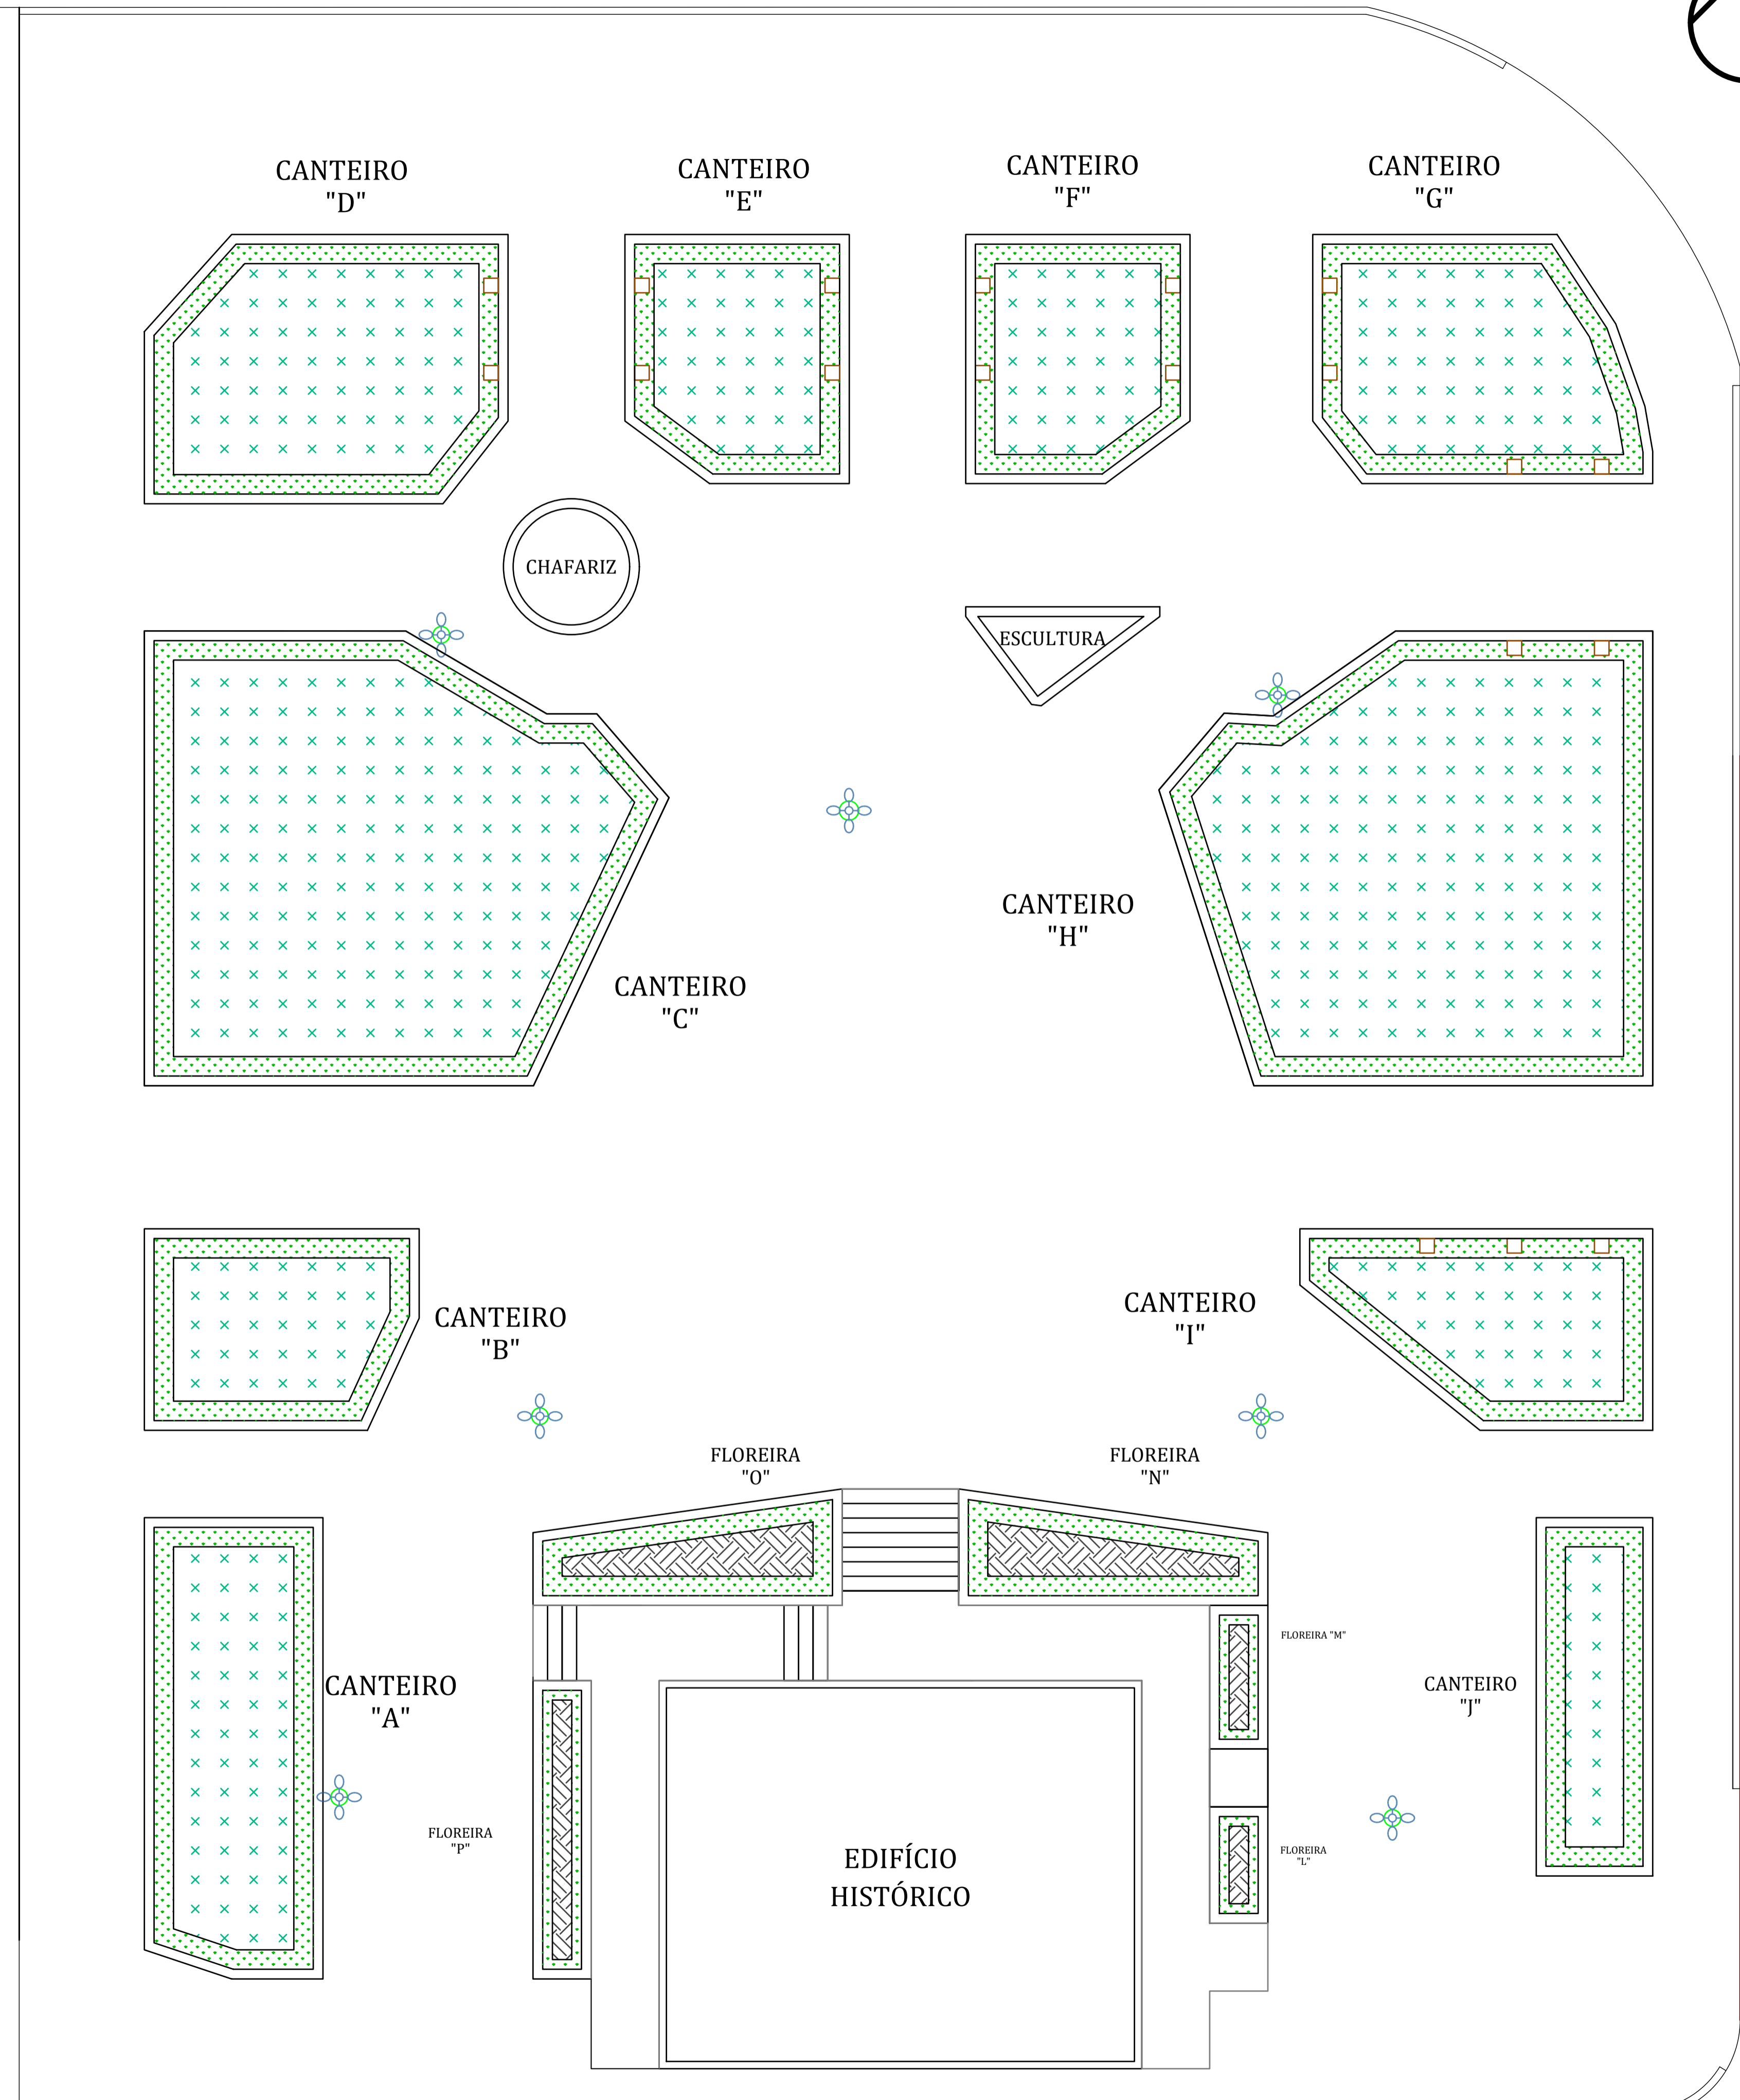 CANTEIRO
"D"
CANTEIRO
"E"
CANTEIRO
"F"
CANTEIRO
"G"
CHAFARIZ
ESCULTURA
CANTEIRO
"H"
CANTEIRO
"C"
CANTEIRO
"B"
CANTEIRO
"I"
FLOREIRA
"O"
FLOREIRA
"N"
FLOREIRA "M"
CANTEIRO
"A"
CANTEIRO
"J"
FLOREIRA
"P"
FLOREIRA
"L"
EDIFÍCIO
HISTÓRICO